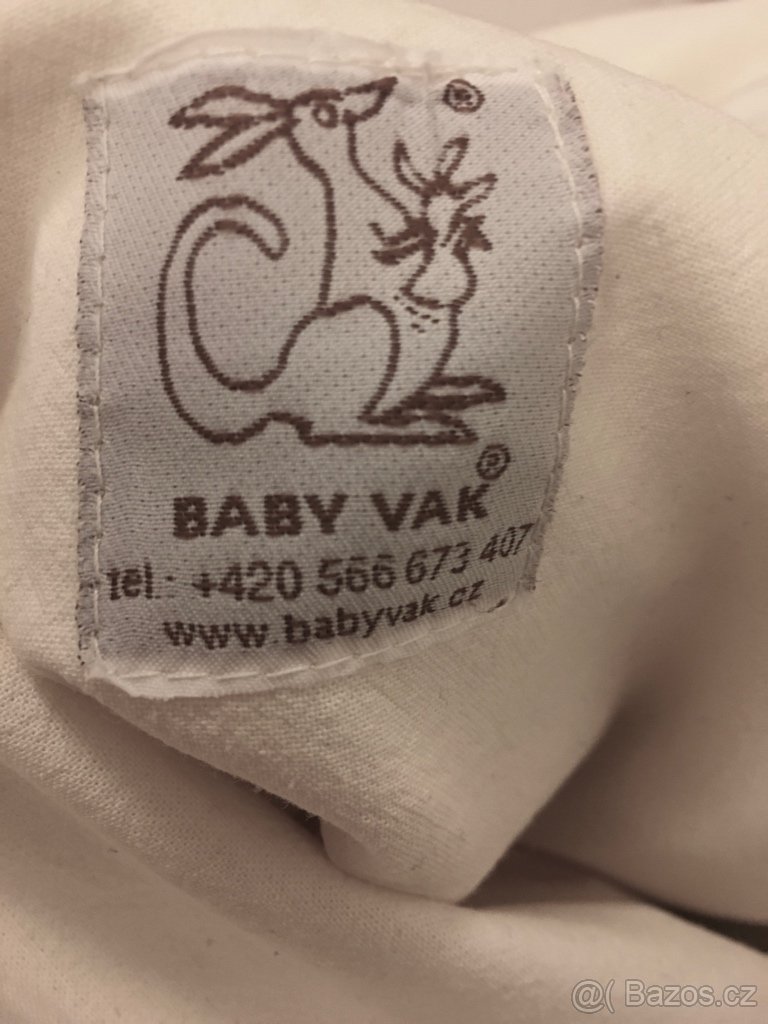 ®
®
BABY VAK
tel.: +420 566 673 407
www.babyvak.cz
@( Bazos.cz